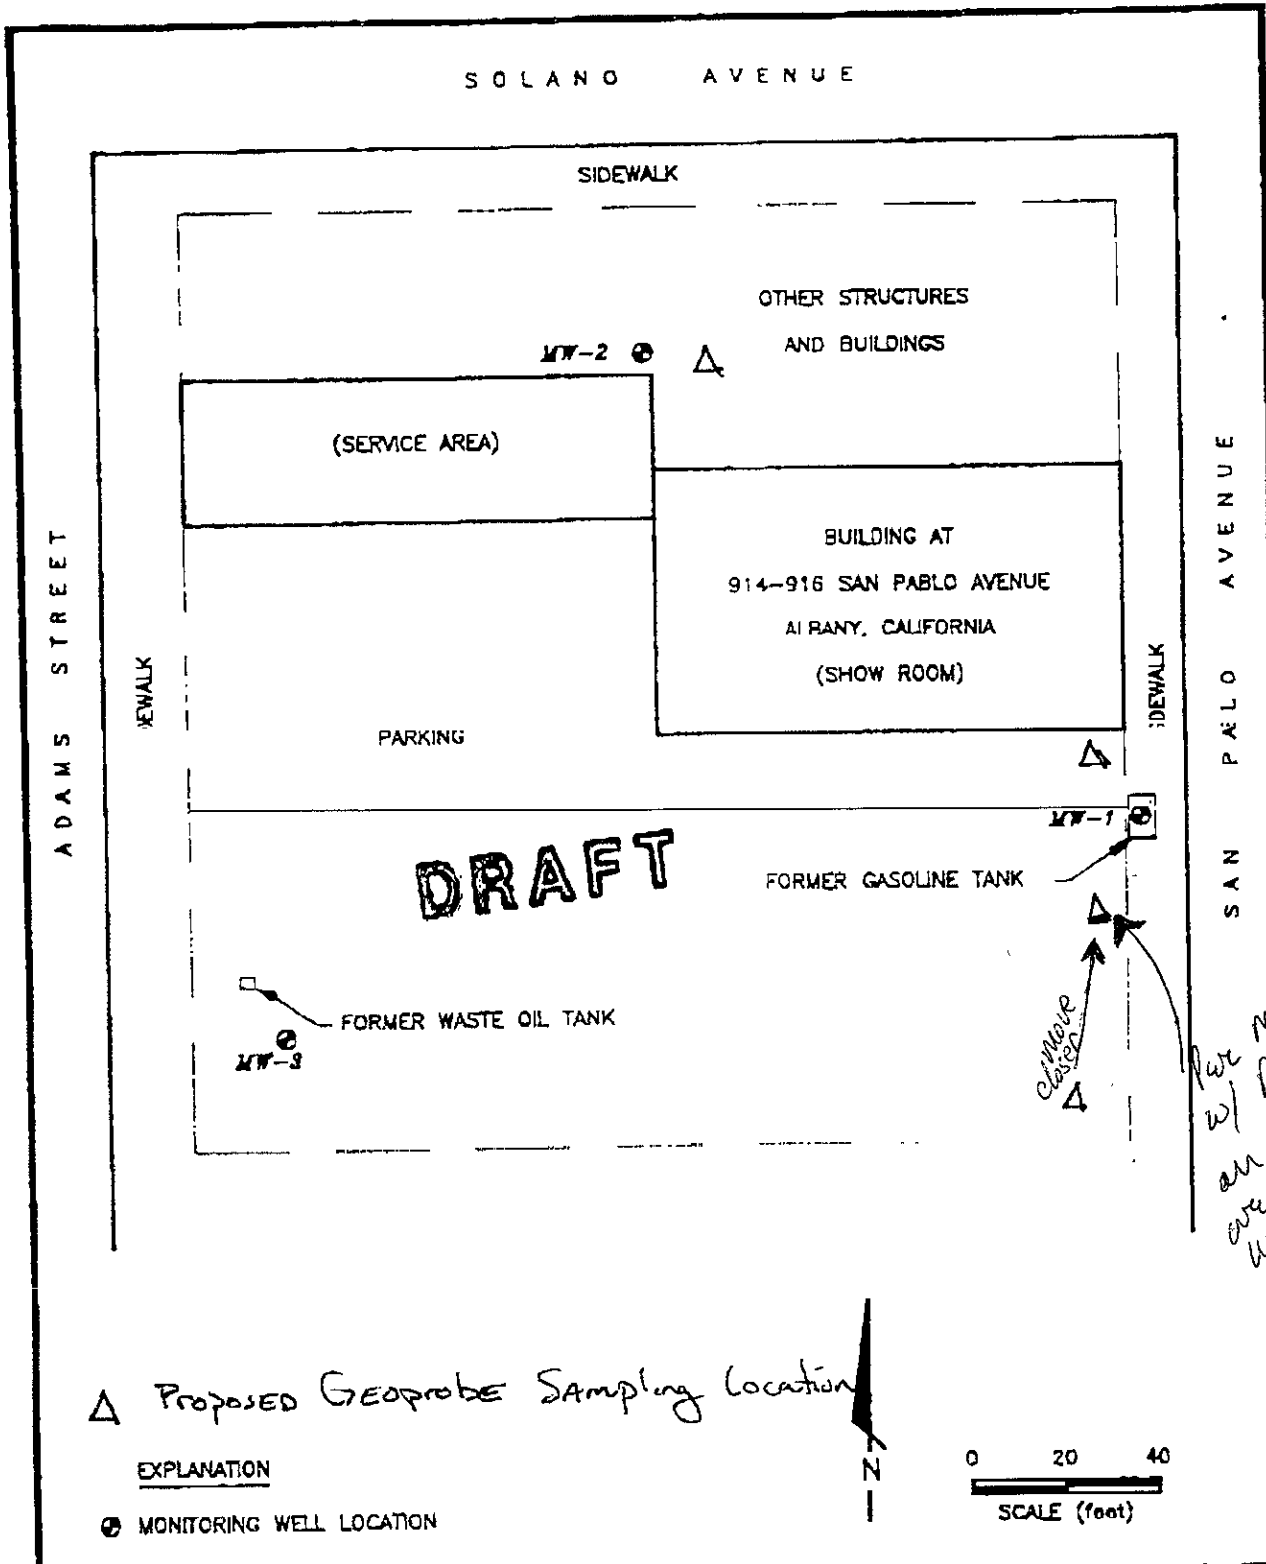 SOLANO AVENUE
SIDEWALK
OTHER STRUCTURES
AND BUILDINGS
MW-2
(SERVICE AREA)
BUILDING AT
914-916 SAN PABLO AVENUE
ALBANY, CALIFORNIA
(SHOW ROOM)
ADAMS STREET
SAN PABLO AVENUE
IDEWALK
IDEWALK
PARKING
MW-1
DRAFT
FORMER GASOLINE TANK
FORMER WASTE OIL TANK
MW-3
move
closer
w/
PROPOSED GEOPROBE SAmpling Location
EXPLANATION
MONITORING WELL LOCATION
N
0 20 40
SCALE (feet)